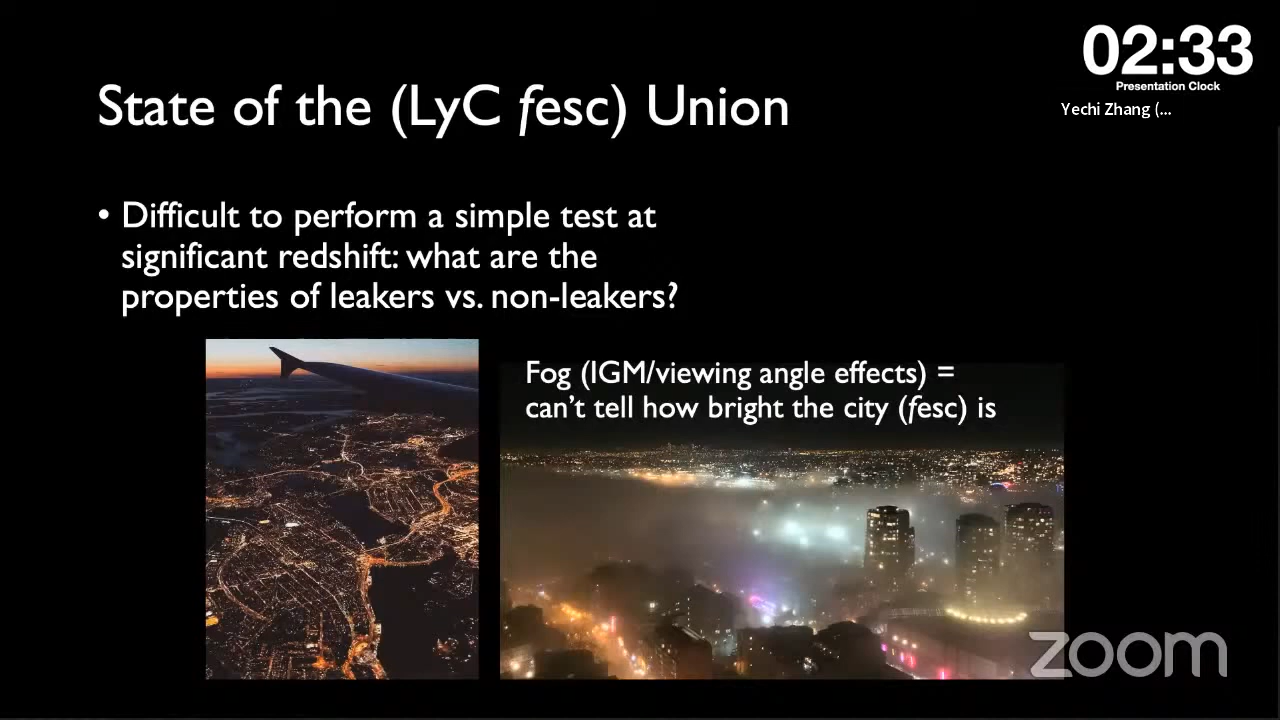 02:33
Presentation Clock
Yechi Zhang (...
State of the (LyC fesc) Union
• Difficult to perform a simple test at
significant redshift: what are the
properties of leakers vs. non-leakers?
Fog (IGM/viewing angle effects) =
can’t tell how bright the city (fesc) is
zoom